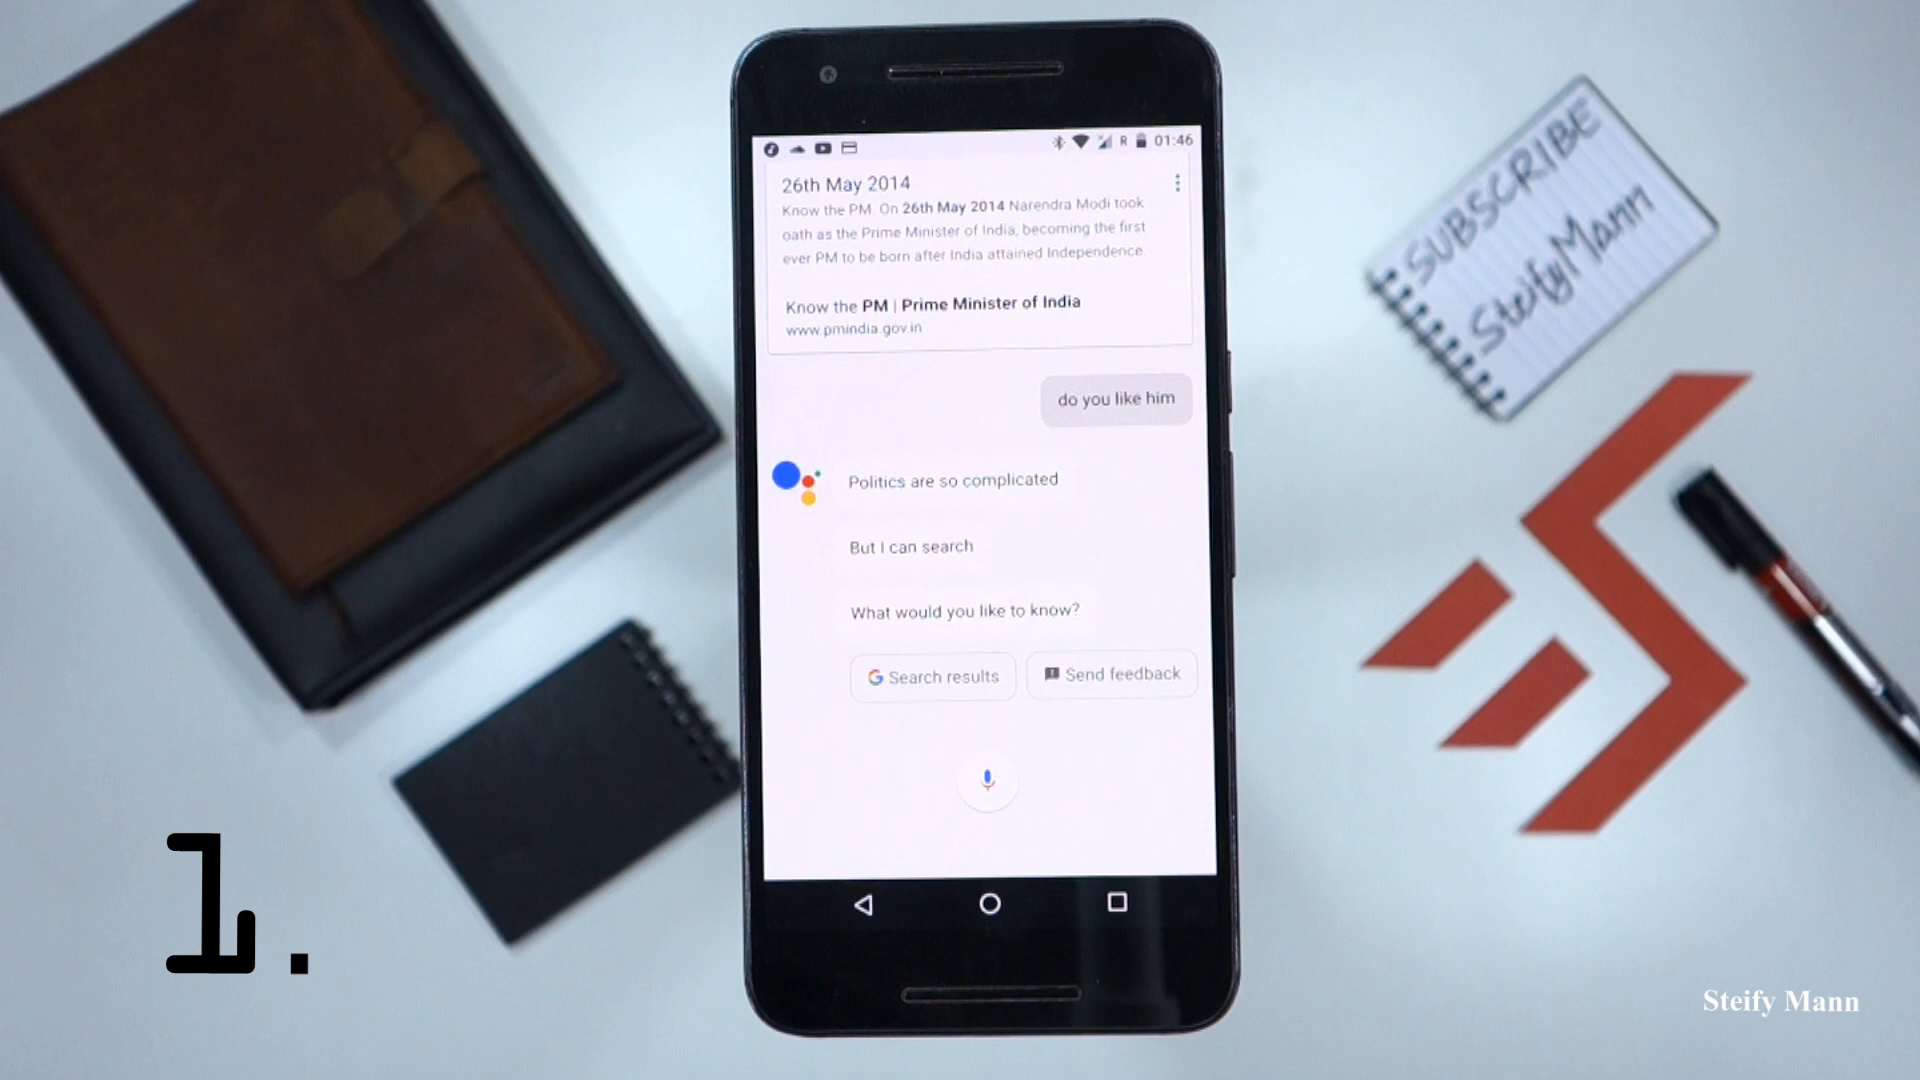 01:46
R
26th May 2014
Know the PM. On 26th May 2014 Narendra Modi took
oath as the Prime Minister of India, becoming the first
ever PM to be born after India attained Independence.
Know the PM | Prime Minister of India
www.pmindia.gov.in
do you like him
Politics are so complicated
But I can search
What would you like to know?
Search results
Send feedback
SUBSCRIBE
SteifyMann
1.
Steify Mann